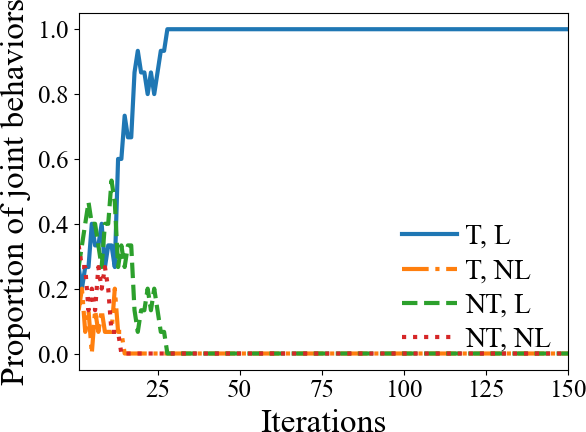 Proportion of joint behaviors
1.0
0.8
0.6
0.4
0.2
0.0
T, L
T, NL
NT, L
NT, NL
25 50 75 100 125 150
Iterations